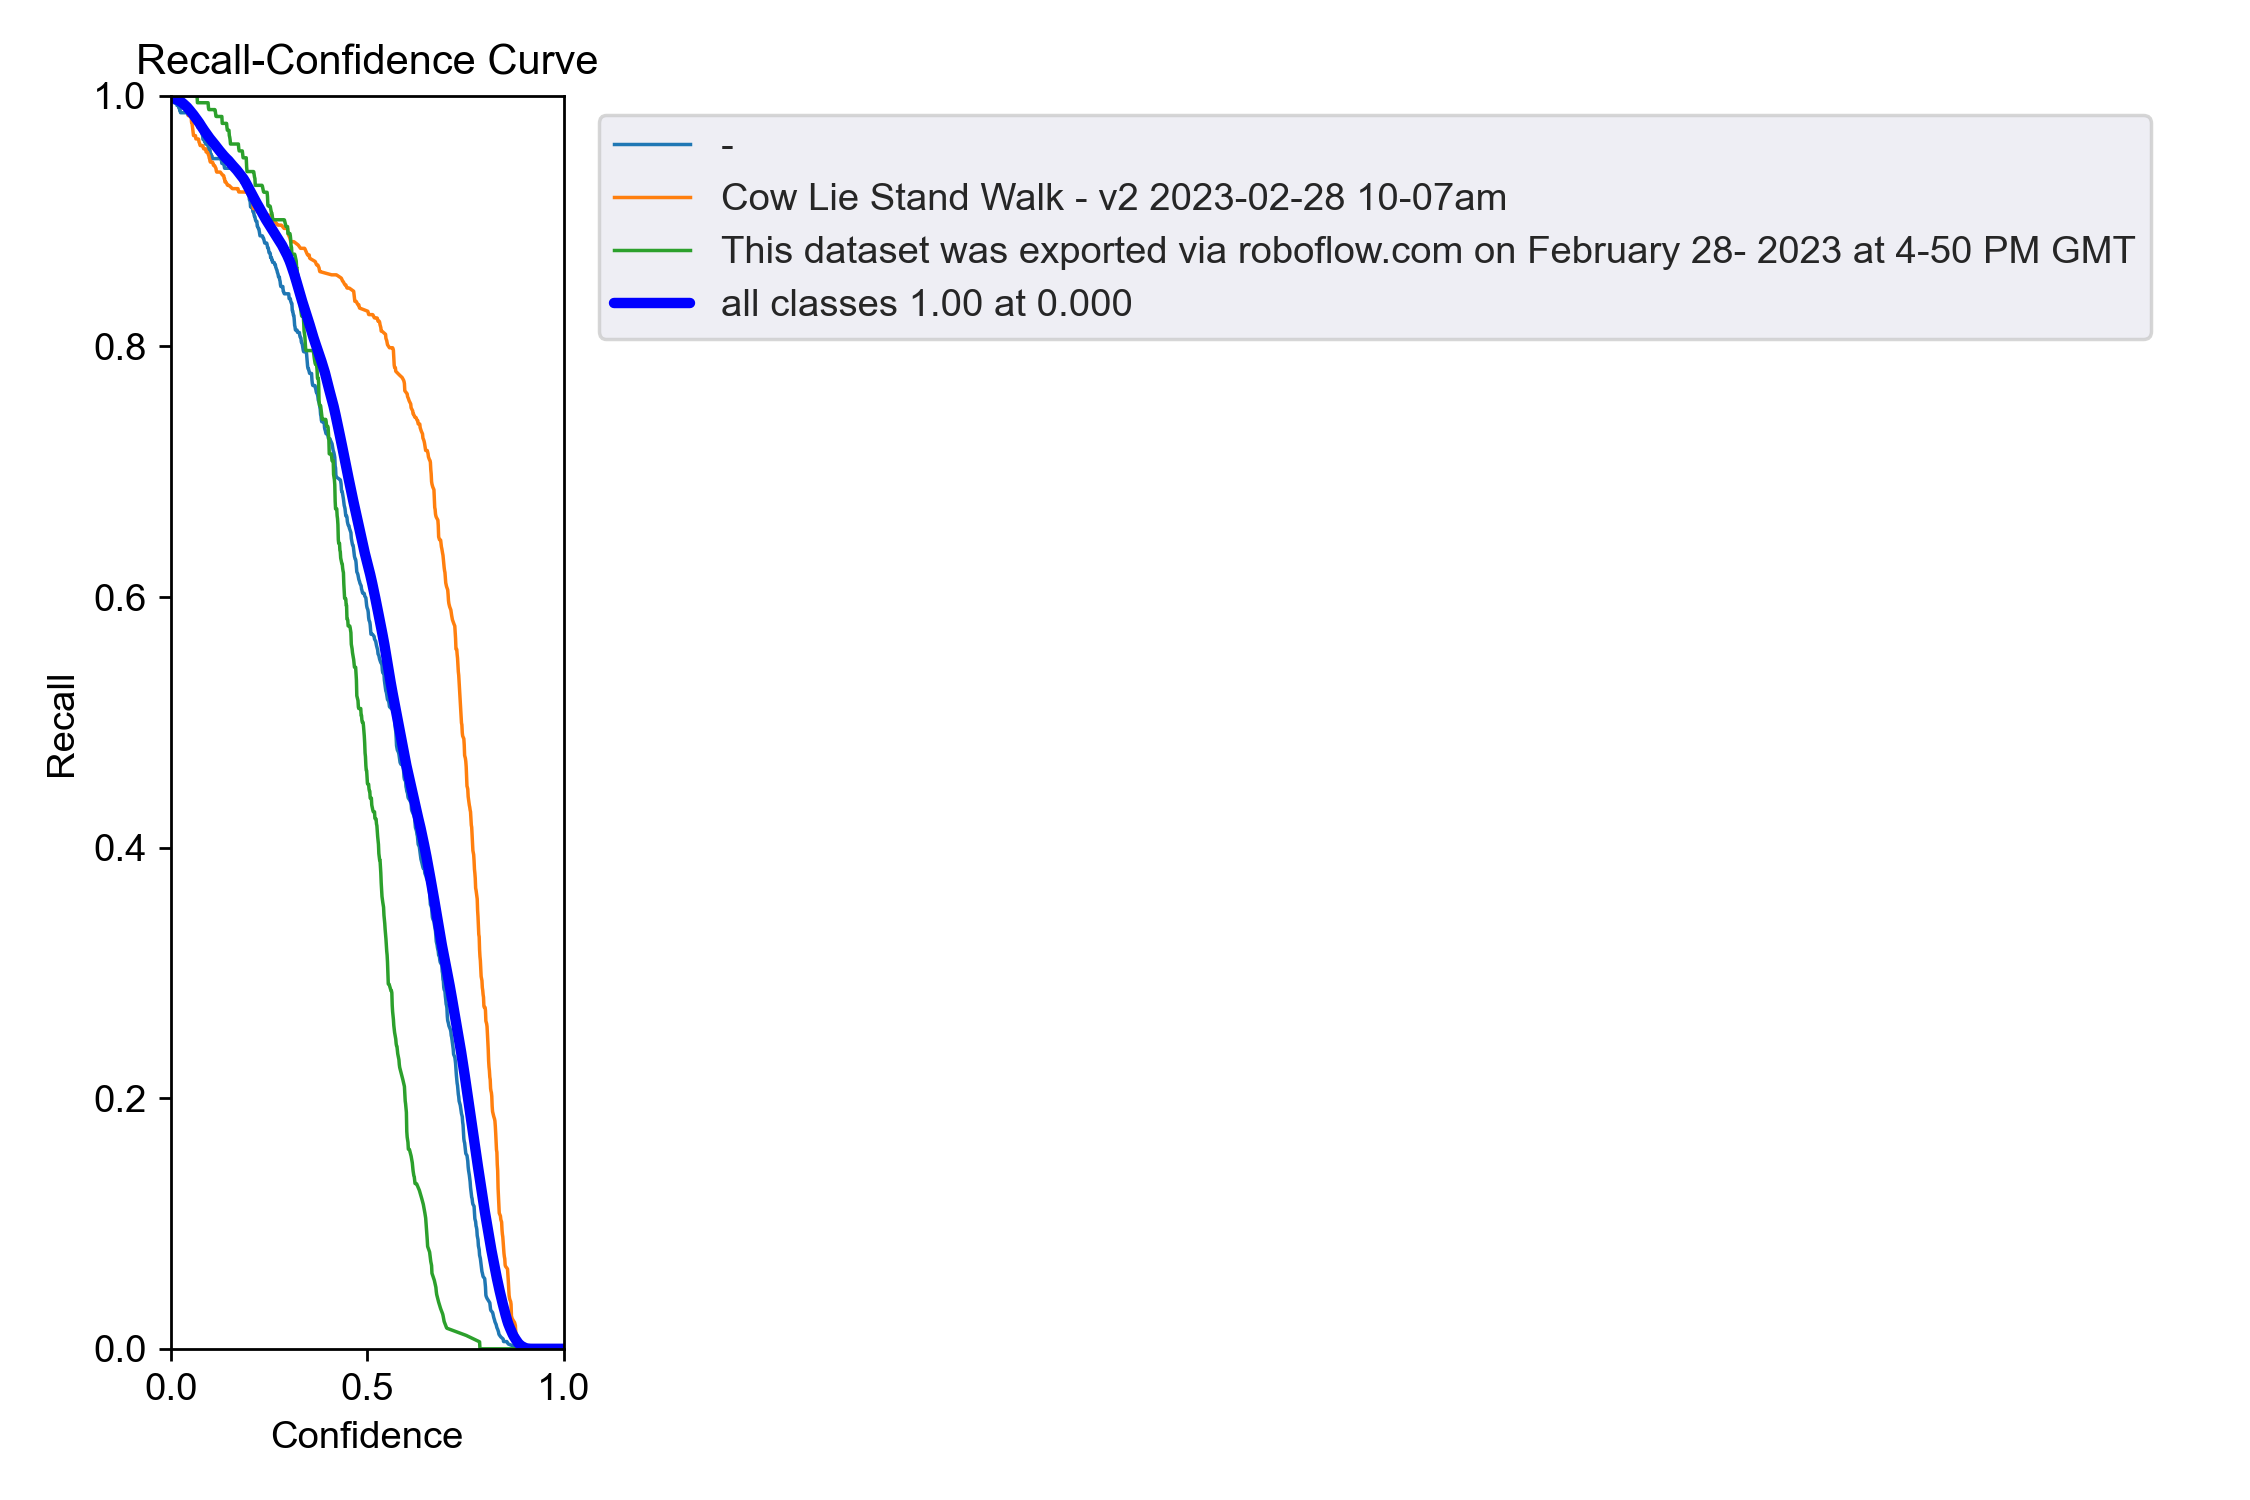 Recall-Confidence Curve
1.0
0.8
0.6
0.4
0.2
0.0
Recall
0.0 0.5 1.0
Confidence
-
Cow Lie Stand Walk - v2 2023-02-28 10-07am
This dataset was exported via roboflow.com on February 28- 2023 at 4-50 PM GMT
all classes 1.00 at 0.000